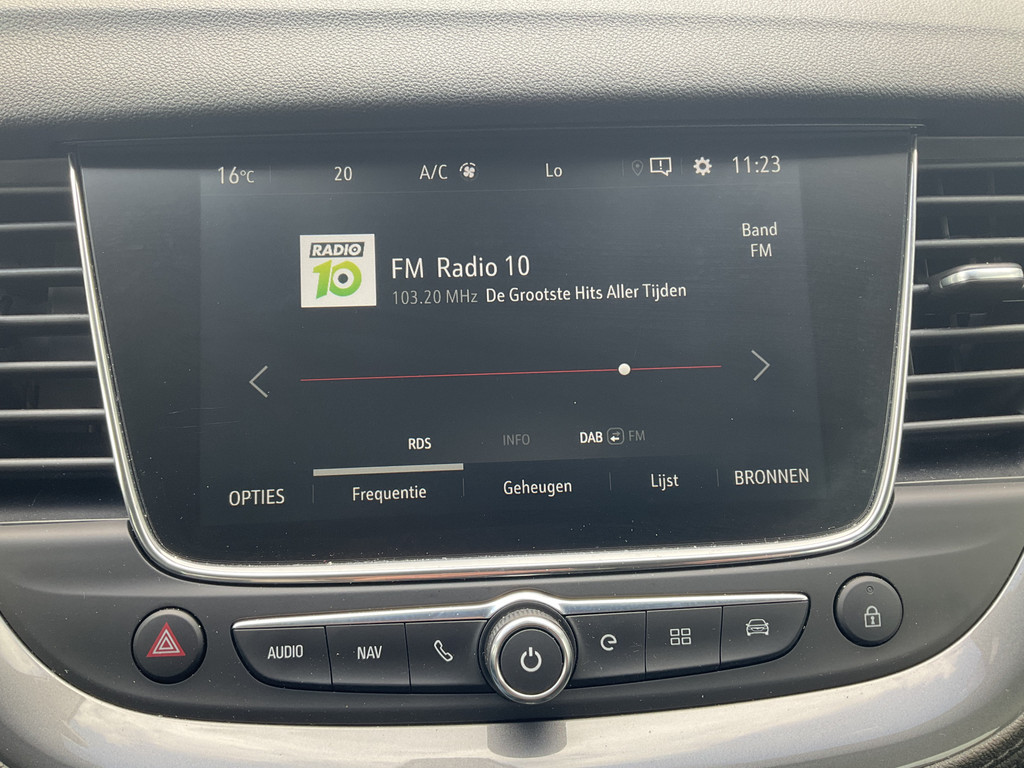 16°C 20 A/C Lo 11:23
Band
FM
RADIO
10
FM Radio 10
103.20 MHz De Grootste Hits Aller Tijden
RDS INFO DAB FM
OPTIES Frequentie Geheugen Lijst BRONNEN
AUDIO NAV